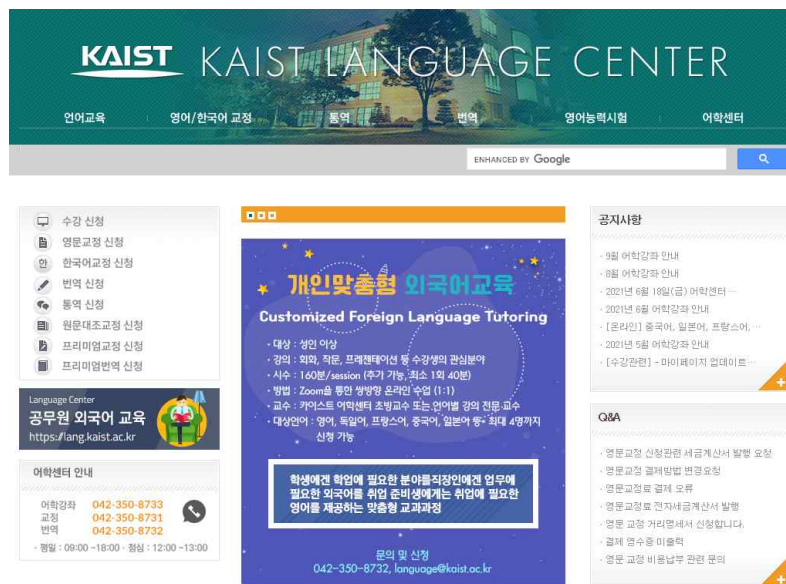 KAIST KAIST LANGUAGE CENTER
언어교육 영어/한국어 교정 통역 번역 영어능력시험 어학센터
ENHANCED BY Google
수강 신청
영문교정 신청
한 한국어교정 신청
번역 신청
통역 신청
원문대조교정 신청
프리미엄교정 신청
프리미엄번역 신청
Language Center
공무원 외국어 교육
https://lang.kaist.ac.kr
어학센터 안내
어학강좌 042-350-8733
교정 042-350-8731
번역 042-350-8732
· 평일 : 09:00 ~18:00 · 점심 : 12:00 ~13:00
개인맞춤형 외국어교육
Customized Foreign Language Tutoring
· 대상 : 성인 이상
· 강의 : 회화, 작문, 프레젠테이션 등 수강생의 관심분야
· 시수 : 160분/session (추가 가능, 최소 1회 40분)
· 방법 : Zoom을 통한 쌍방향 온라인 수업 (1:1)
· 교수 : 카이스트 어학센터 초빙교수 또는 언어별 강의 전문 교수
· 대상언어 : 영어, 독일어, 프랑스어, 중국어, 일본어 등· 최대 4명까지
신청 가능
학생에겐 학업에 필요한 분야를직장인에겐 업무에
필요한 외국어를 취업 준비생에게는 취업에 필요한
영어를 제공하는 맞춤형 교과과정
문의 및 신청
042-350-8732, language@kaist.ac.kr
공지사항
· 9월 어학강좌 안내
· 8월 어학강좌 안내
· 2021년 6월 18일(금) 어학센터 ···
· 2021년 6월 어학강좌 안내
· [온라인] 중국어, 일본어, 프랑스어, ···
· 2021년 5월 어학강좌 안내
· [수강관련] - 마이페이지 업데이트 ···
Q&A
· 영문교정 신청관련 세금계산서 발행 요청
· 영문교정 결제방법 변경요청
· 영문교정료 결제 오류
· 영문교정료 전자세금계산서 발행
· 영문 교정 거래명세서 신청합니다.
· 결제 영수증 미출력
· 영문 교정 비용납부 관련 문의